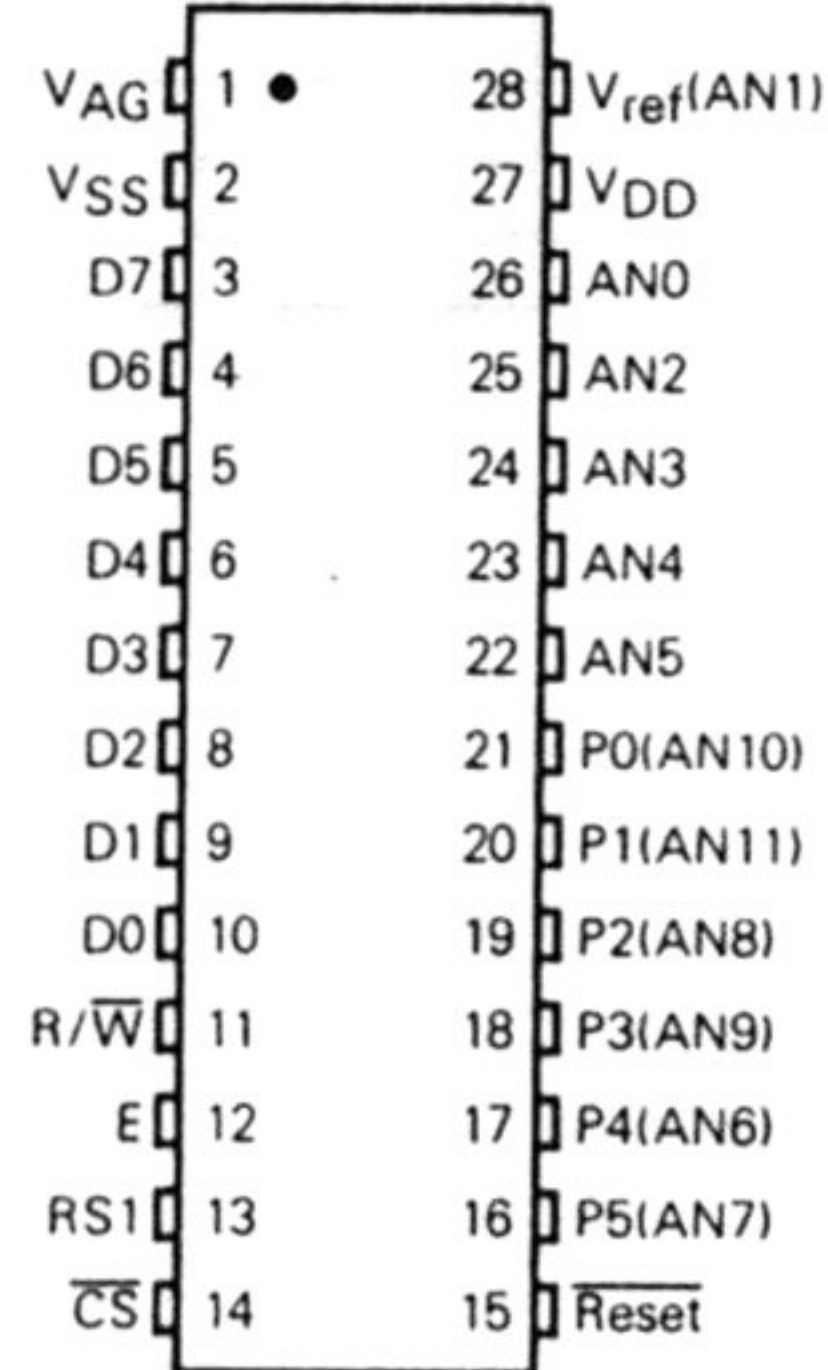 VAG 1 28 Vref(AN1)
VSS 2 27 VDD
D7 3 26 AN0
D6 4 25 AN2
D5 5 24 AN3
D4 6 23 AN4
D3 7 22 AN5
D2 8 21 P0(AN10)
D1 9 20 P1(AN11)
D0 10 19 P2(AN8)
R/W̅ 11 18 P3(AN9)
E 12 17 P4(AN6)
RS1 13 16 P5(AN7)
C̅S̅ 14 15 R̅e̅s̅e̅t̅